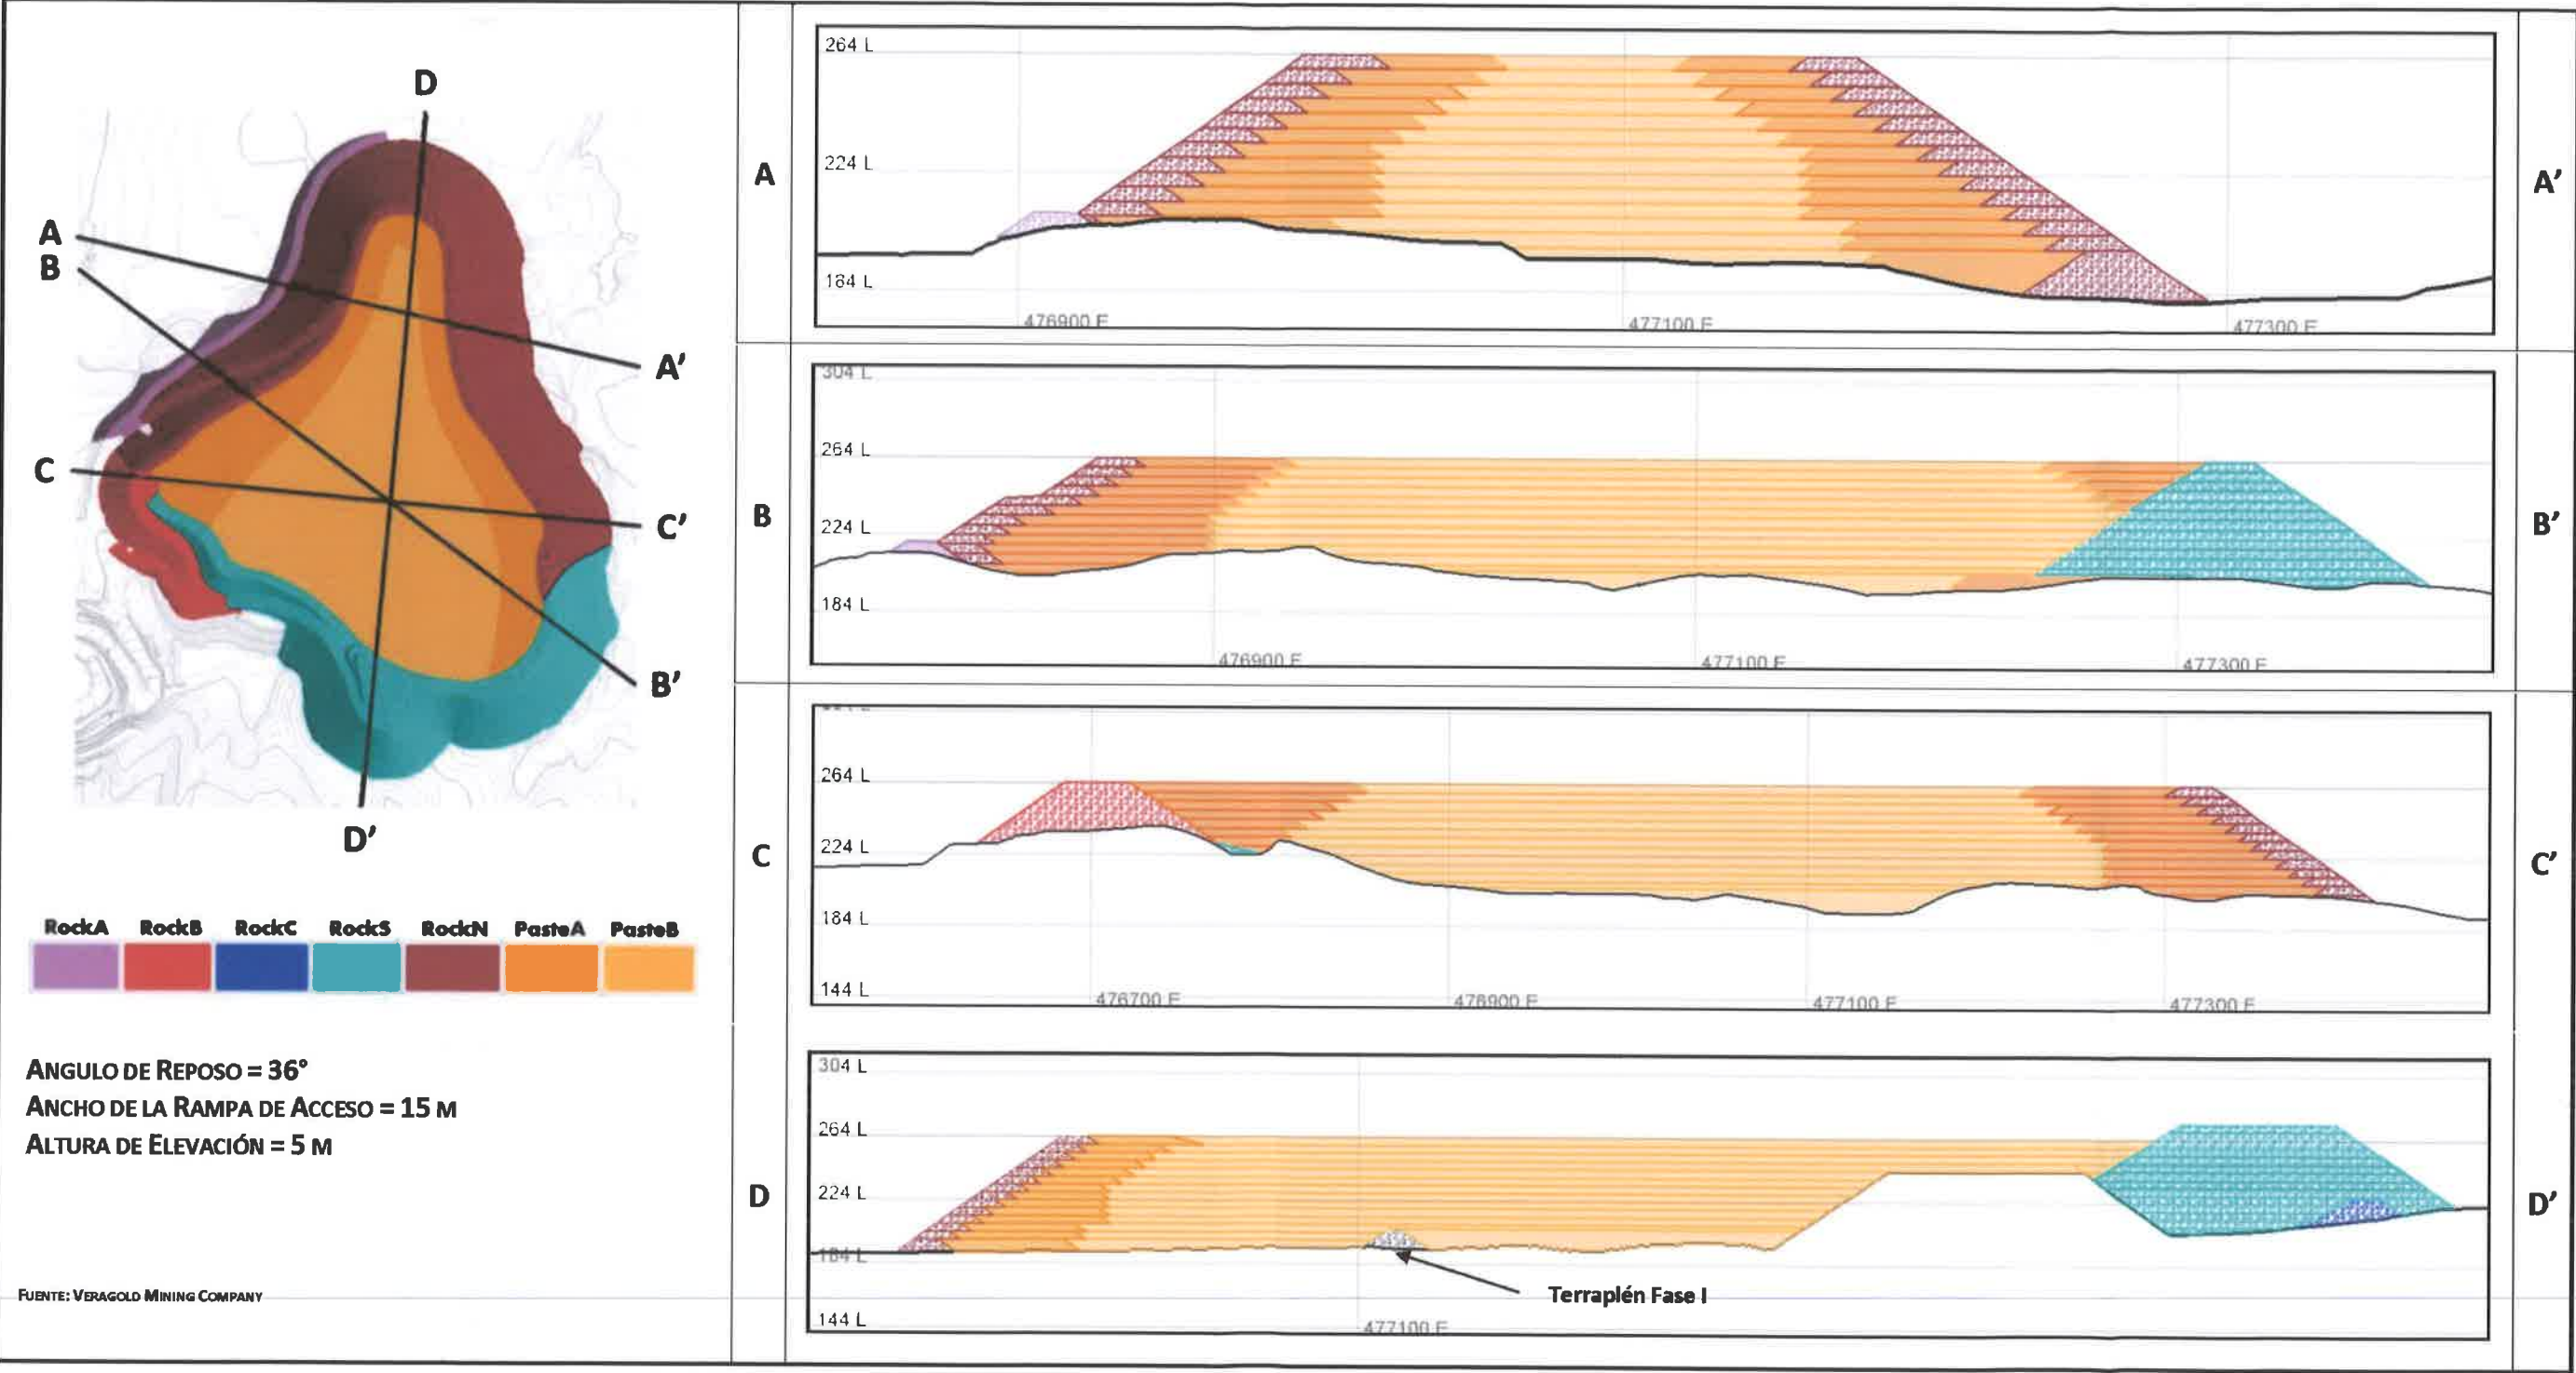 D
A
B
C
A'
C'
B'
D'
RockA RockB RockC RockS RockN PasteA PasteB
ANGULO DE REPOSO = 36°
ANCHO DE LA RAMPA DE ACCESO = 15 M
ALTURA DE ELEVACIÓN = 5 M
FUENTE: VERAGOLD MINING COMPANY
A
264 L
224 L
184 L
476900 E
477100 E
477300 E
A'
B
304 L
264 L
224 L
184 L
476900 E
477100 E
477300 E
B'
C
264 L
224 L
184 L
144 L
476700 E
476900 E
477100 E
477300 E
C'
D
304 L
264 L
224 L
184 L
144 L
477100 E
Terraplén Fase I
D'